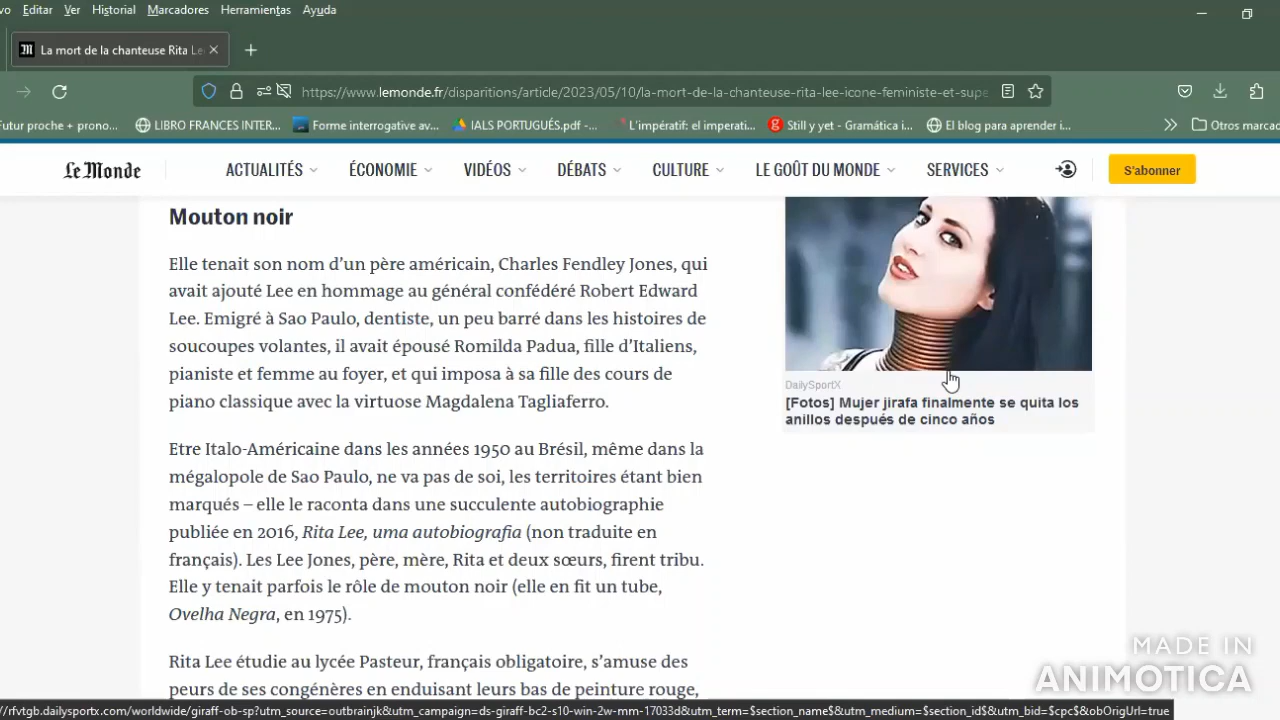 vo Editar Ver Historial Marcadores Herramientas Ayuda
La mort de la chanteuse Rita Le
https://www.lemonde.fr/disparitions/article/2023/05/10/la-mort-de-la-chanteuse-rita-lee-icone-feministe-et-supe
Futur proche + prono... LIBRO FRANCES INTER... Forme interrogative av... IALS PORTUGUÉS.pdf -... L'impératif: el imperati... Still y yet - Gramática i... El blog para aprender i... Otros marcad
Le Monde ACTUALITÉS ÉCONOMIE VIDÉOS DÉBATS CULTURE LE GOÛT DU MONDE SERVICES S'abonner
Mouton noir
Elle tenait son nom d'un père américain, Charles Fendley Jones, qui
avait ajouté Lee en hommage au général confédéré Robert Edward
Lee. Emigré à Sao Paulo, dentiste, un peu barré dans les histoires de
soucoupes volantes, il avait épousé Romilda Padua, fille d'Italiens,
pianiste et femme au foyer, et qui imposa à sa fille des cours de
piano classique avec la virtuose Magdalena Tagliaferro.
Etre Italo-Américaine dans les années 1950 au Brésil, même dans la
mégalopole de Sao Paulo, ne va pas de soi, les territoires étant bien
marqués – elle le raconta dans une succulente autobiographie
publiée en 2016, Rita Lee, uma autobiografia (non traduite en
français). Les Lee Jones, père, mère, Rita et deux sœurs, firent tribu.
Elle y tenait parfois le rôle de mouton noir (elle en fit un tube,
Ovelha Negra, en 1975).
Rita Lee étudie au lycée Pasteur, français obligatoire, s'amuse des
peurs de ses congénères en enduisant leurs bas de peinture rouge,
DailySportX
[Fotos] Mujer jirafa finalmente se quita los
anillos después de cinco años
MADE IN
ANIMOTICA
//rfvtgb.dailysportx.com/worldwide/giraff-ob-sp?utm_source=outbrainjk&utm_campaign=ds-giraff-bc2-s10-win-2w-mm-17033d&utm_term=$section_name$&utm_medium=$section_id$&utm_bid=$cpc$&obOrigUrl=true